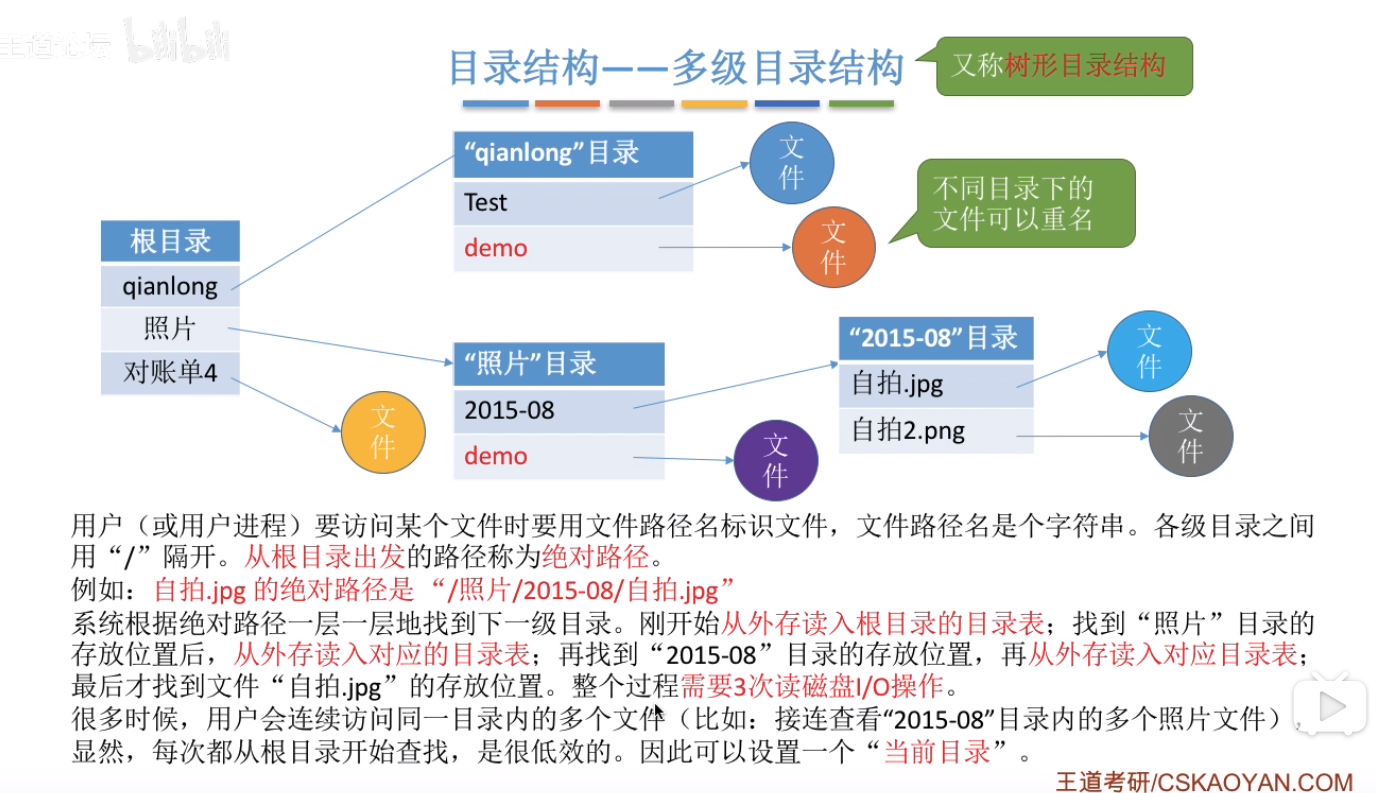 王道论坛 bilibili
目录结构——多级目录结构
又称树形目录结构
“qianlong”目录
Test
demo
文件
文件
不同目录下的
文件可以重名
根目录
qianlong
照片
对账单4
文件
“照片”目录
2015-08
demo
文件
“2015-08”目录
自拍.jpg
自拍2.png
文件
文件
用户（或用户进程）要访问某个文件时要用文件路径名标识文件，文件路径名是个字符串。各级目录之间
用“/”隔开。从根目录出发的路径称为绝对路径。
例如：自拍.jpg 的绝对路径是 “/照片/2015-08/自拍.jpg”
系统根据绝对路径一层一层地找到下一级目录。刚开始从外存读入根目录的目录表；找到“照片”目录的
存放位置后，从外存读入对应的目录表；再找到“2015-08”目录的存放位置，再从外存读入对应目录表；
最后才找到文件“自拍.jpg”的存放位置。整个过程需要3次读磁盘I/O操作。
很多时候，用户会连续访问同一目录内的多个文件（比如：接连查看“2015-08”目录内的多个照片文件），
显然，每次都从根目录开始查找，是很低效的。因此可以设置一个“当前目录”。
王道考研/CSKAOYAN.COM